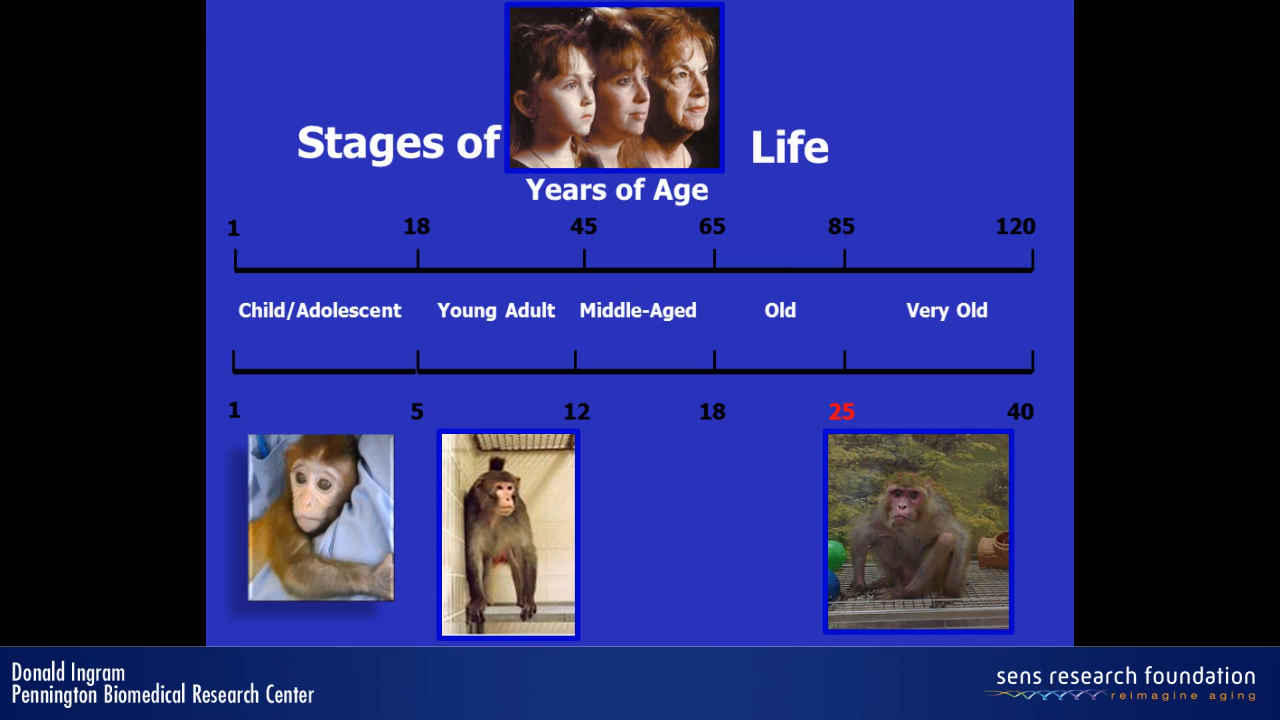 Stages of Life
Years of Age
1 18 45 65 85 120
Child/Adolescent Young Adult Middle-Aged Old Very Old
1 5 12 18 25 40
Donald Ingram
Pennington Biomedical Research Center
sens research foundation
reimagine aging